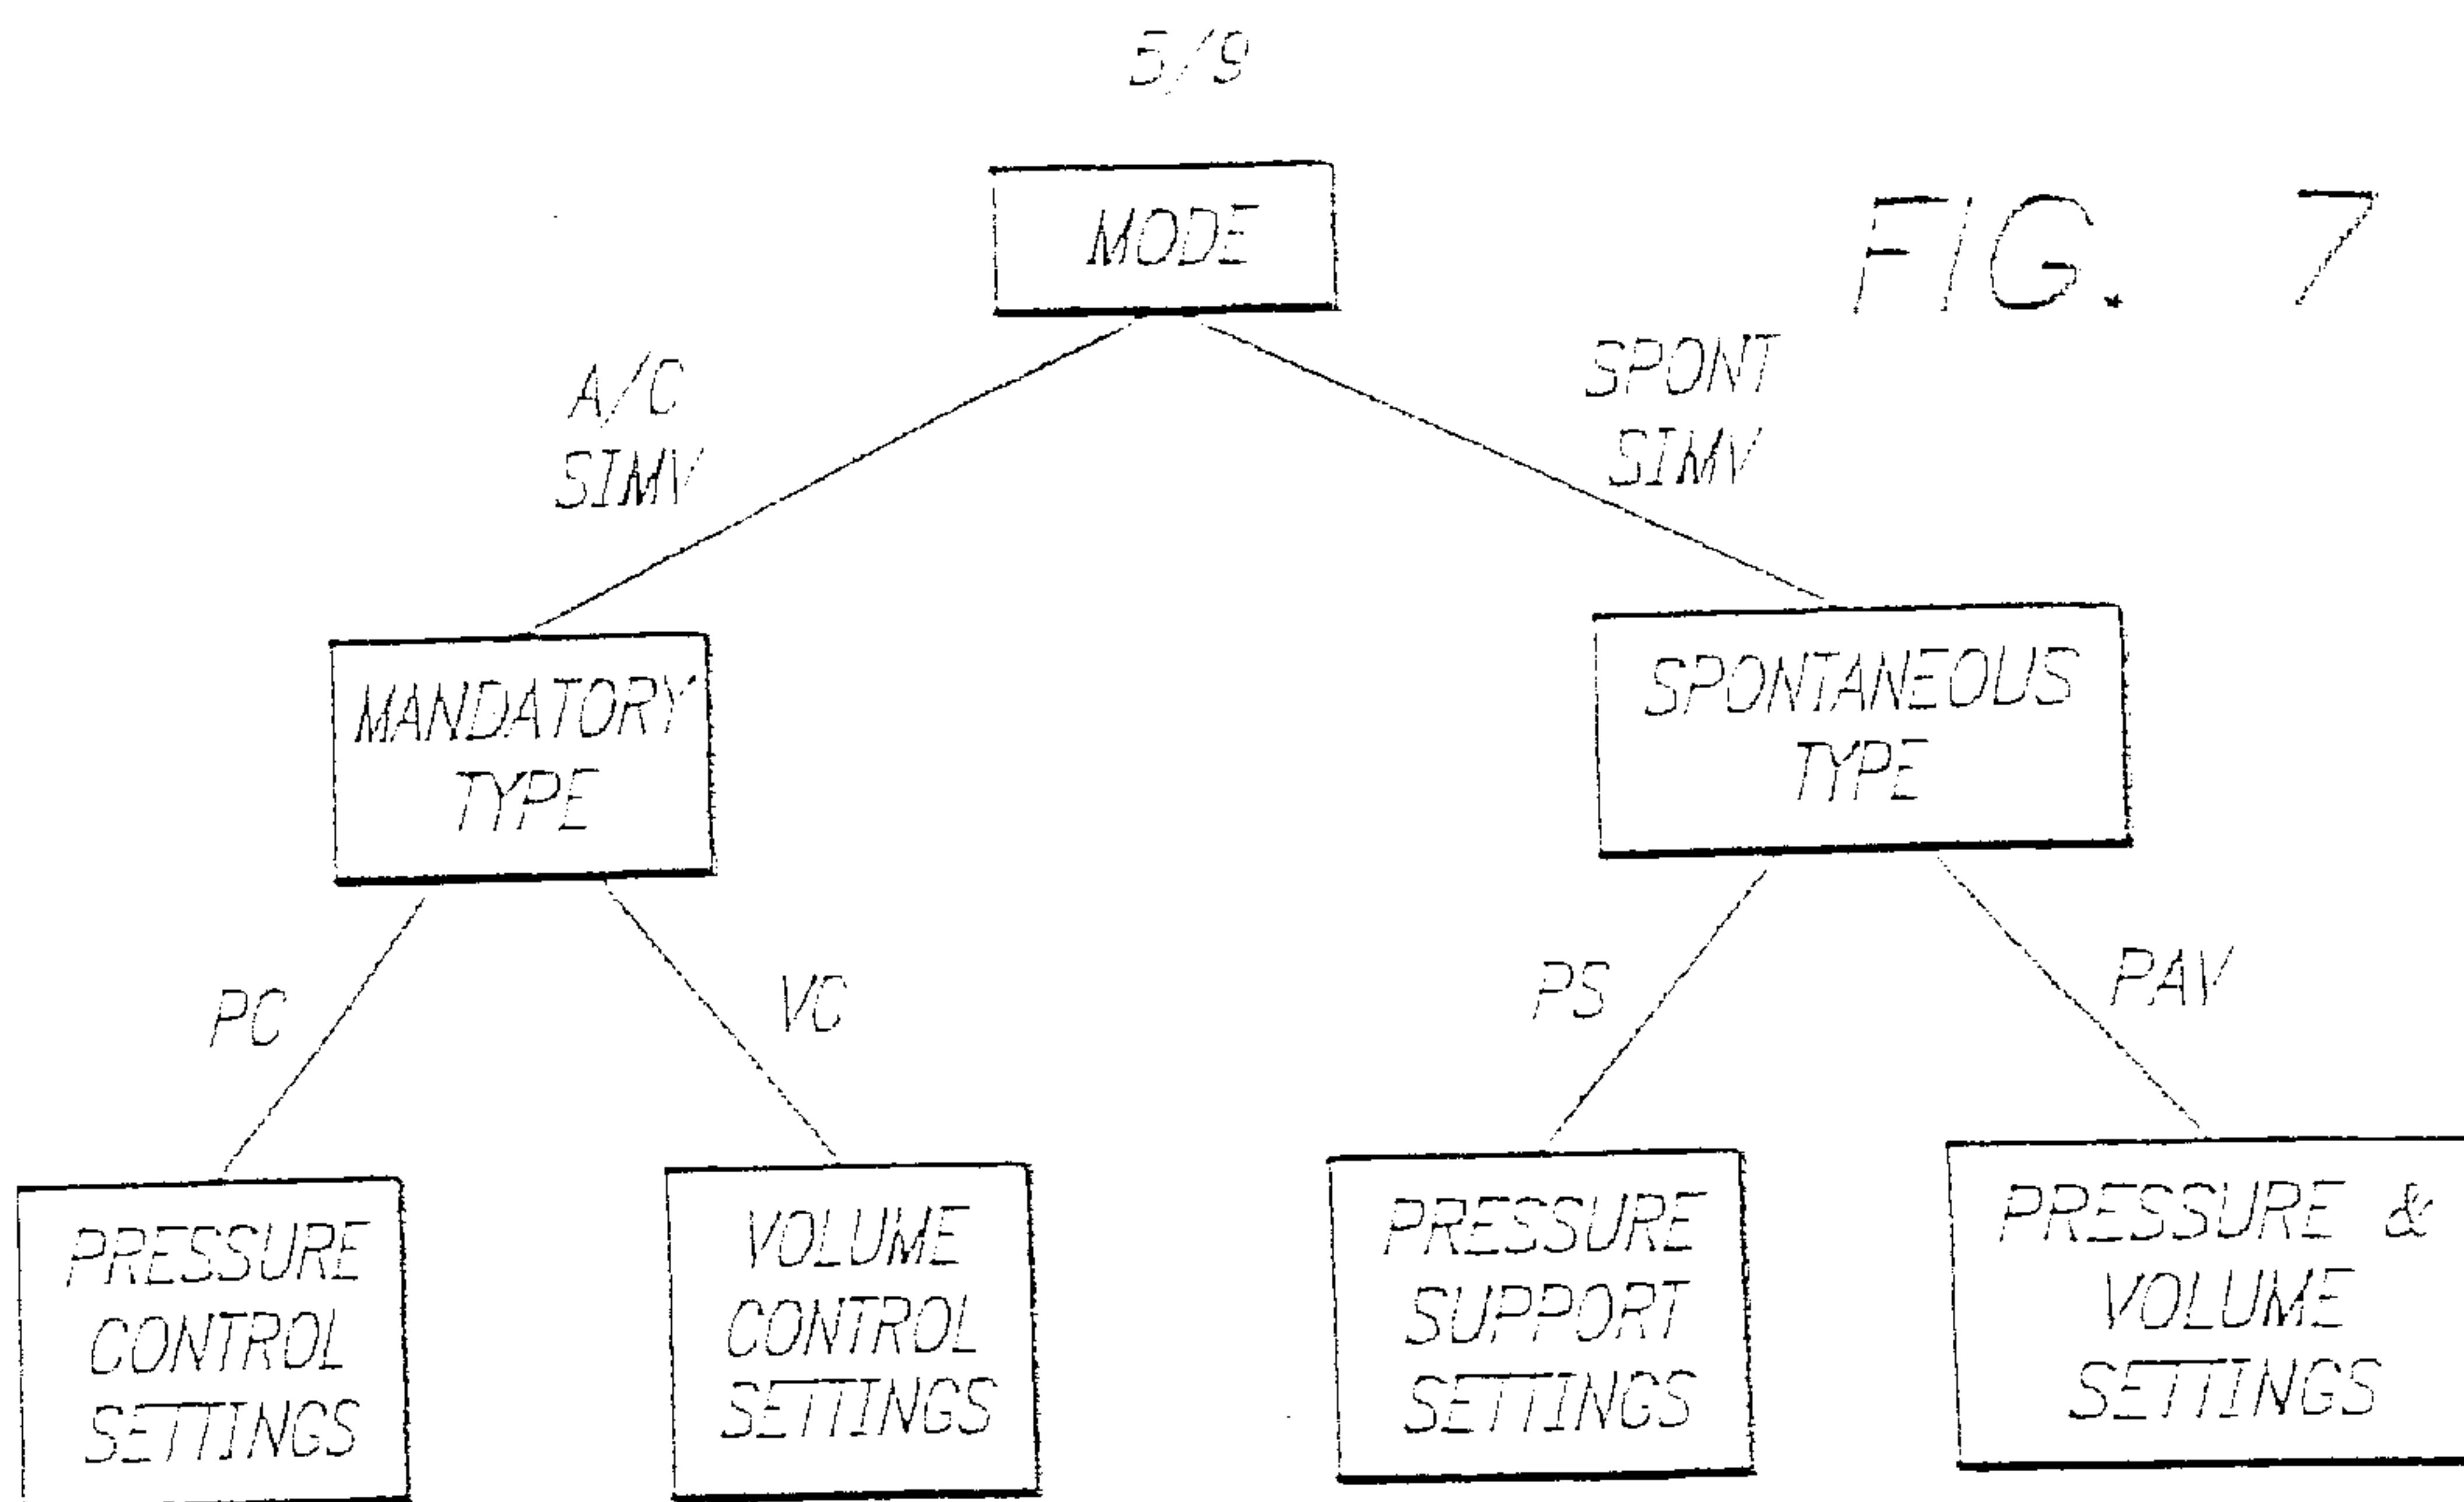 5/9
FIG. 7
MODE
A/C
SIMV
SPONT
SIMV
MANDATORY
TYPE
SPONTANEOUS
TYPE
PC
VC
PS
PAV
PRESSURE
CONTROL
SETTINGS
VOLUME
CONTROL
SETTINGS
PRESSURE
SUPPORT
SETTINGS
PRESSURE &
VOLUME
SETTINGS